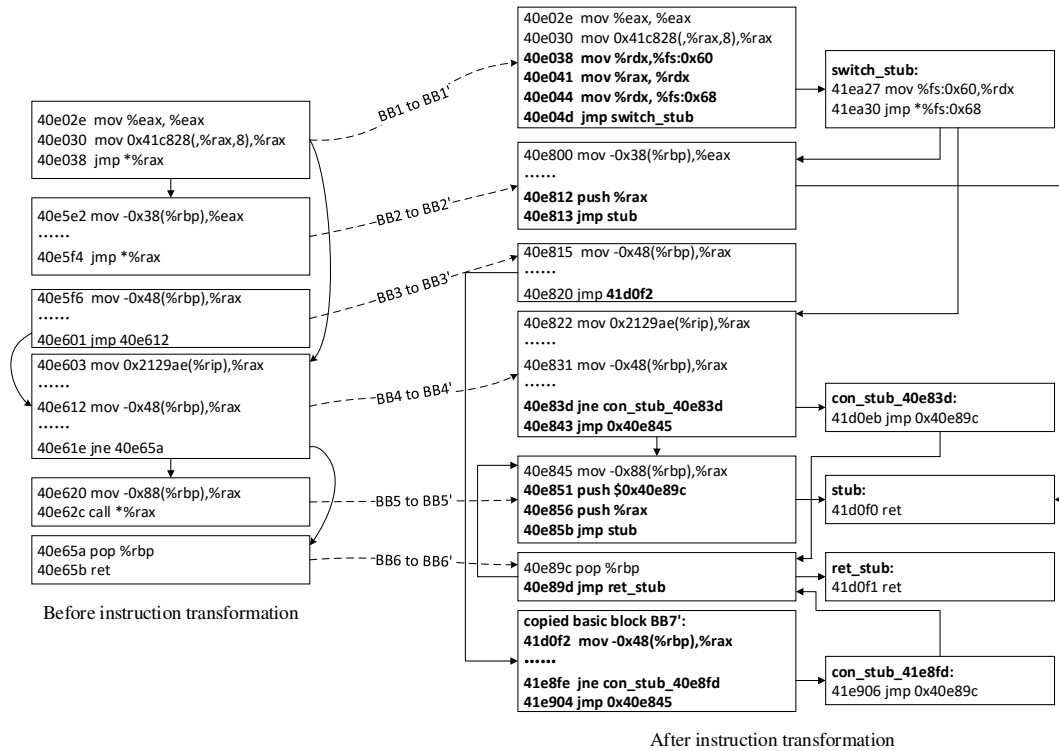 40e02e mov %eax, %eax
40e030 mov 0x41c828(,%rax,8),%rax
40e038 jmp *%rax
40e5e2 mov -0x38(%rbp),%eax
......
40e5f4 jmp *%rax
40e5f6 mov -0x48(%rbp),%rax
......
40e601 jmp 40e612
40e603 mov 0x2129ae(%rip),%rax
......
40e612 mov -0x48(%rbp),%rax
......
40e61e jne 40e65a
40e620 mov -0x88(%rbp),%rax
40e62c call *%rax
40e65a pop %rbp
40e65b ret
Before instruction transformation
BB1 to BB1'
BB2 to BB2'
BB3 to BB3'
BB4 to BB4'
BB5 to BB5'
BB6 to BB6'
40e02e mov %eax, %eax
40e030 mov 0x41c828(,%rax,8),%rax
40e038 mov %rdx,%fs:0x60
40e041 mov %rax, %rdx
40e044 mov %rdx, %fs:0x68
40e04d jmp switch_stub
40e800 mov -0x38(%rbp),%eax
......
40e812 push %rax
40e813 jmp stub
40e815 mov -0x48(%rbp),%rax
......
40e820 jmp 41d0f2
40e822 mov 0x2129ae(%rip),%rax
......
40e831 mov -0x48(%rbp),%rax
......
40e83d jne con_stub_40e83d
40e843 jmp 0x40e845
40e845 mov -0x88(%rbp),%rax
40e851 push $0x40e89c
40e856 push %rax
40e85b jmp stub
40e89c pop %rbp
40e89d jmp ret_stub
copied basic block BB7':
41d0f2 mov -0x48(%rbp),%rax
......
41e8fe jne con_stub_40e8fd
41e904 jmp 0x40e845
switch_stub:
41ea27 mov %fs:0x60,%rdx
41ea30 jmp *%fs:0x68
con_stub_40e83d:
41d0eb jmp 0x40e89c
stub:
41d0f0 ret
ret_stub:
41d0f1 ret
con_stub_41e8fd:
41e906 jmp 0x40e89c
After instruction transformation